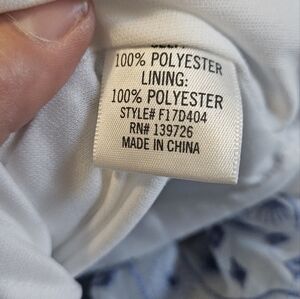 100% POLYESTER
LINING:
100% POLYESTER
STYLE# F17D404
RN# 139726
MADE IN CHINA